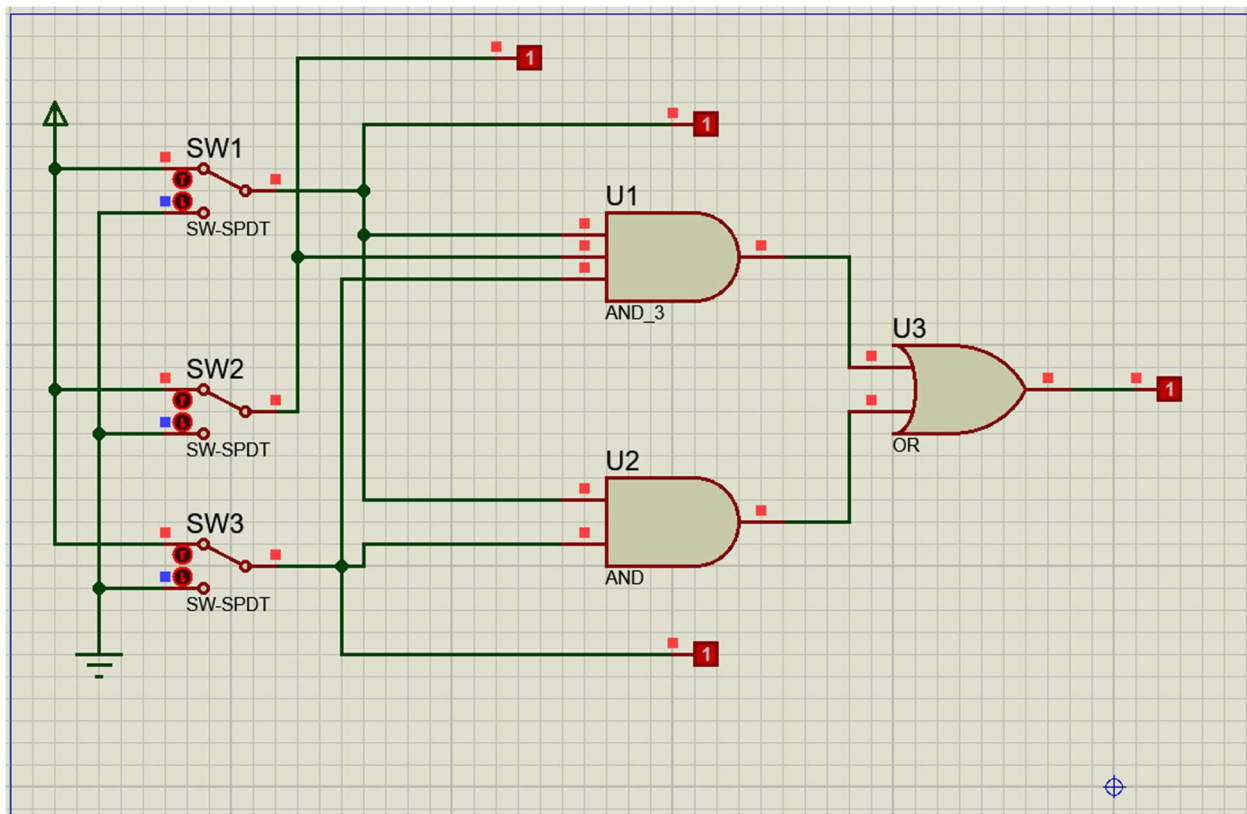 1
1
SW1
SW-SPDT
U1
AND_3
U3
OR
1
SW2
SW-SPDT
U2
AND
SW3
SW-SPDT
1